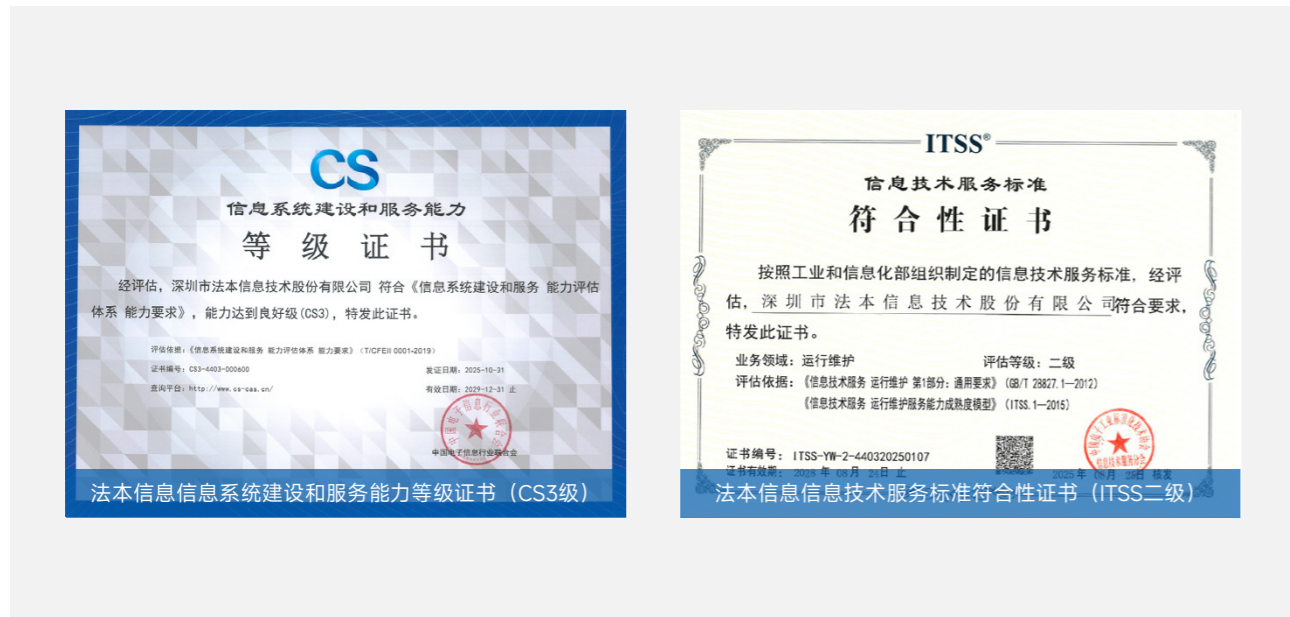 CS
信息系统建设和服务能力
等级证书
经评估，深圳市法本信息技术股份有限公司 符合《信息系统建设和服务 能力评估
体系 能力要求》，能力达到良好级(CS3)，特发此证书。
评估依据：《信息系统建设和服务 能力评估体系 能力要求》（T/CFEII 0001-2019）
证书编号：CS3-4403-000600
发证日期：2025-10-31
查询平台：http://www.cs-cas.cn/
有效日期：2029-12-31 止
中国电子信息行业联合会
法本信息信息系统建设和服务能力等级证书（CS3级）
ITSS®
信息技术服务标准
符合性证书
按照工业和信息化部组织制定的信息技术服务标准，经评
估，深圳市法本信息技术股份有限公司符合要求，
特发此证书。
业务领域：运行维护
评估等级：二级
评估依据：《信息技术服务 运行维护 第1部分：通用要求》（GB/T 28827.1—2012）
《信息技术服务 运行维护服务能力成熟度模型》（ITSS.1—2015）
证书编号：ITSS-YW-2-440320250107
证书有效期：2028 年 08月 24日 止
法本信息信息技术服务标准符合性证书（ITSS二级）